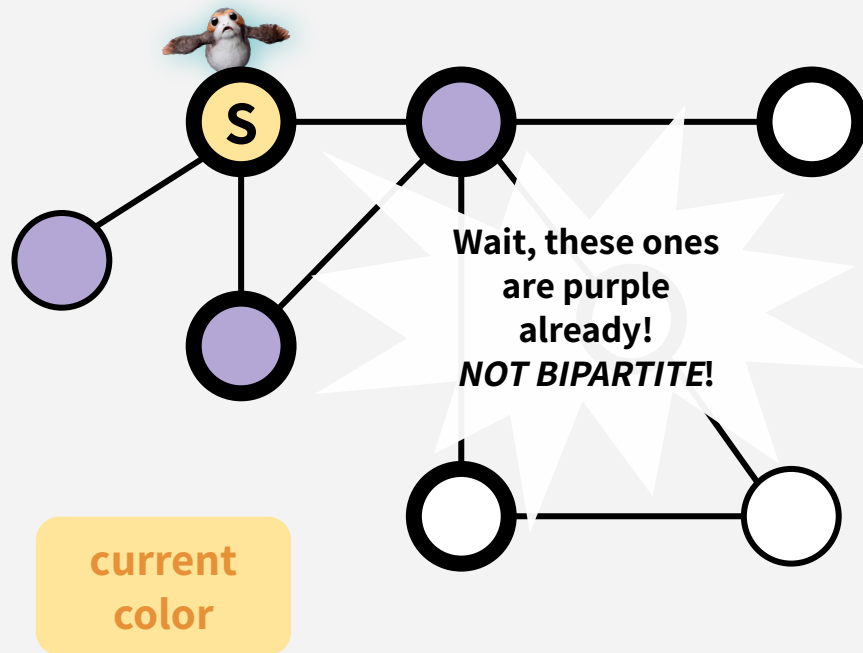 S
Wait, these ones
are purple
already!
NOT BIPARTITE!
current
color